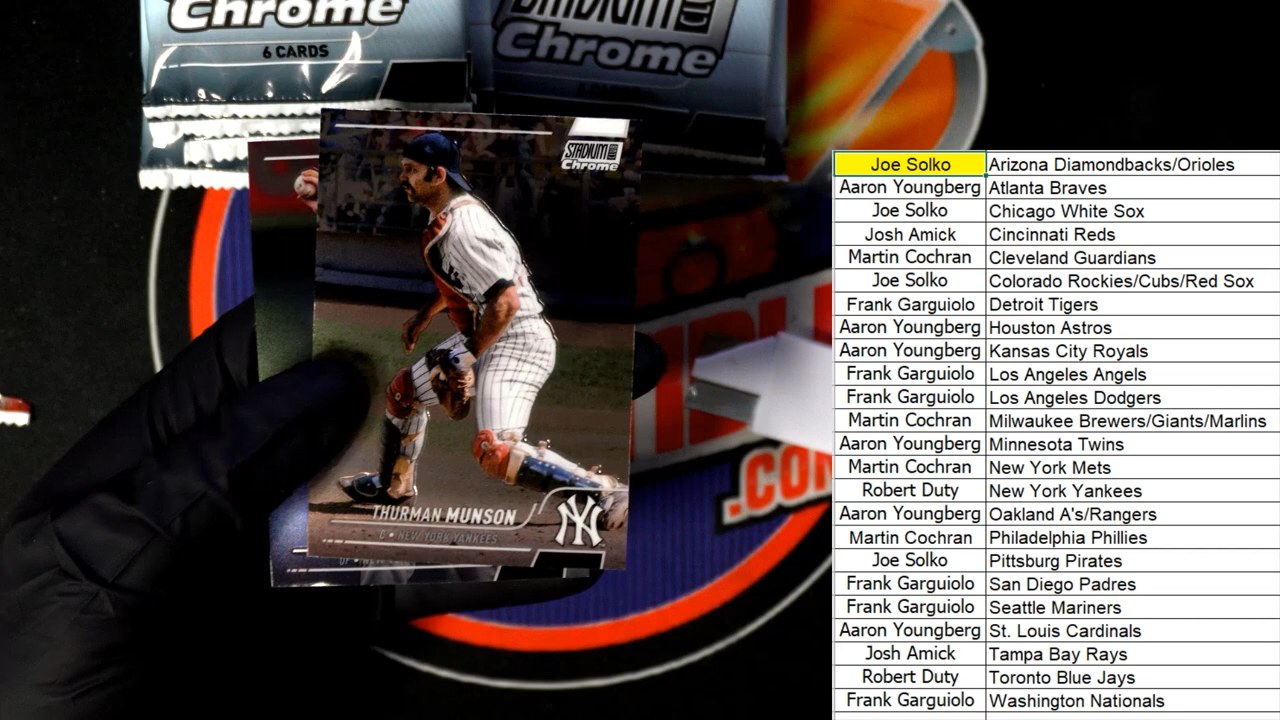 Chrome
6 CARDS
STADIUM CLUB
Chrome
STADIUM CLUB
Chrome
THURMAN MUNSON
C • NEW YORK YANKEES
NY
.COM
Joe Solko Arizona Diamondbacks/Orioles
Aaron Youngberg Atlanta Braves
Joe Solko Chicago White Sox
Josh Amick Cincinnati Reds
Martin Cochran Cleveland Guardians
Joe Solko Colorado Rockies/Cubs/Red Sox
Frank Garguiolo Detroit Tigers
Aaron Youngberg Houston Astros
Aaron Youngberg Kansas City Royals
Frank Garguiolo Los Angeles Angels
Frank Garguiolo Los Angeles Dodgers
Martin Cochran Milwaukee Brewers/Giants/Marlins
Aaron Youngberg Minnesota Twins
Martin Cochran New York Mets
Robert Duty New York Yankees
Aaron Youngberg Oakland A's/Rangers
Martin Cochran Philadelphia Phillies
Joe Solko Pittsburg Pirates
Frank Garguiolo San Diego Padres
Frank Garguiolo Seattle Mariners
Aaron Youngberg St. Louis Cardinals
Josh Amick Tampa Bay Rays
Robert Duty Toronto Blue Jays
Frank Garguiolo Washington Nationals